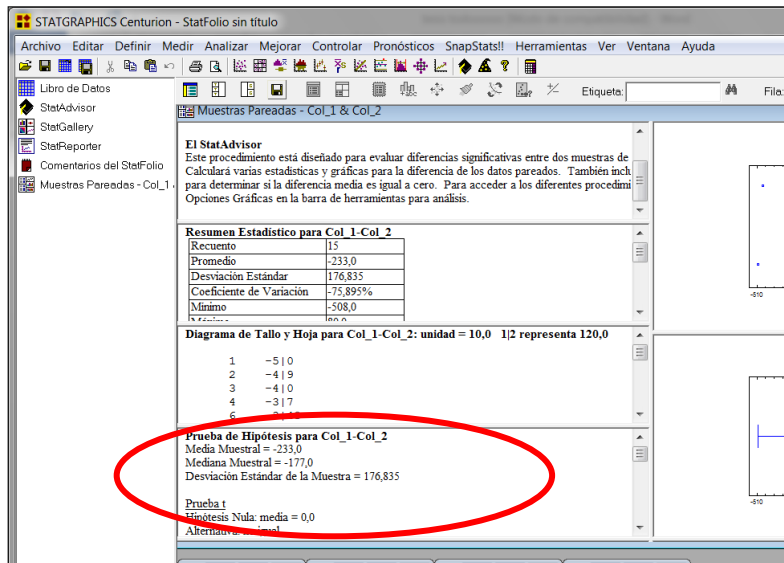 STATGRAPHICS Centurion - StatFolio sin título
Archivo Editar Definir Medir Analizar Mejorar Controlar Pronósticos SnapStats!! Herramientas Ver Ventana Ayuda
Etiqueta: Fila:
Libro de Datos
StatAdvisor
StatGallery
StatReporter
Comentarios del StatFolio
Muestras Pareadas - Col_1
Muestras Pareadas - Col_1 & Col_2
El StatAdvisor
Este procedimiento está diseñado para evaluar diferencias significativas entre dos muestras de
Calculará varias estadísticas y gráficas para la diferencia de los datos pareados. También inclu
para determinar si la diferencia media es igual a cero. Para acceder a los diferentes procedimi
Opciones Gráficas en la barra de herramientas para análisis.
Resumen Estadístico para Col_1-Col_2
Recuento 15
Promedio -233,0
Desviación Estándar 176,835
Coeficiente de Variación -75,895%
Mínimo -508,0
Máximo 80,0
Diagrama de Tallo y Hoja para Col_1-Col_2: unidad = 10,0 1|2 representa 120,0
1 -5|0
2 -4|9
3 -4|0
4 -3|7
6
Prueba de Hipótesis para Col_1-Col_2
Media Muestral = -233,0
Mediana Muestral = -177,0
Desviación Estándar de la Muestra = 176,835
Prueba t
Hipótesis Nula: media = 0,0
Alternativa: no igual
-510
-510